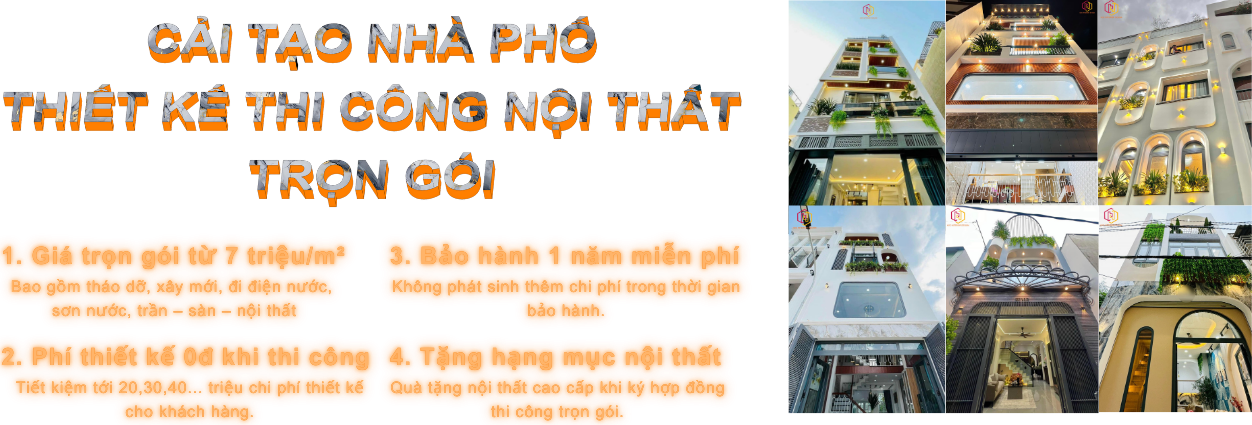 CẢI TẠO NHÀ PHỐ
THIẾT KẾ THI CÔNG NỘI THẤT
TRỌN GÓI
1. Giá trọn gói từ 7 triệu/m²
Bao gồm tháo dỡ, xây mới, đi điện nước,
sơn nước, trần – sàn – nội thất
2. Phí thiết kế 0đ khi thi công
Tiết kiệm tới 20,30,40... triệu chi phí thiết kế
cho khách hàng.
3. Bảo hành 1 năm miễn phí
Không phát sinh thêm chi phí trong thời gian
bảo hành.
4. Tặng hạng mục nội thất
Quà tặng nội thất cao cấp khi ký hợp đồng
thi công trọn gói.